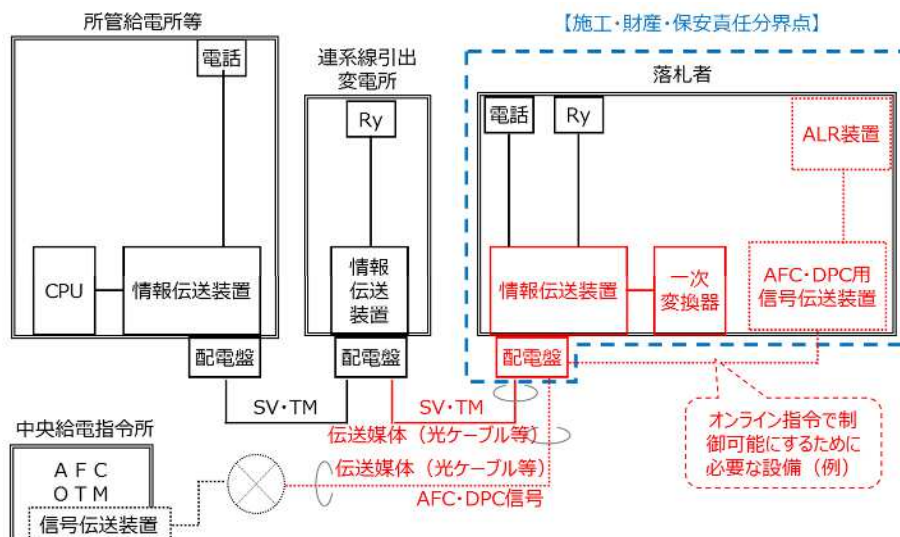 所管給電所等
電話
CPU
情報伝送装置
配電盤
連系線引出
変電所
Ry
情報
伝送
装置
配電盤
【施工・財産・保安責任分界点】
落札者
電話
Ry
ALR装置
情報伝送装置
一次
変換器
AFC・DPC用
信号伝送装置
配電盤
SV・TM
SV・TM
伝送媒体（光ケーブル等）
伝送媒体（光ケーブル等）
AFC・DPC信号
オンライン指令で制
御可能にするために
必要な設備（例）
中央給電指令所
ＡＦＣ
ＯＴＭ
信号伝送装置